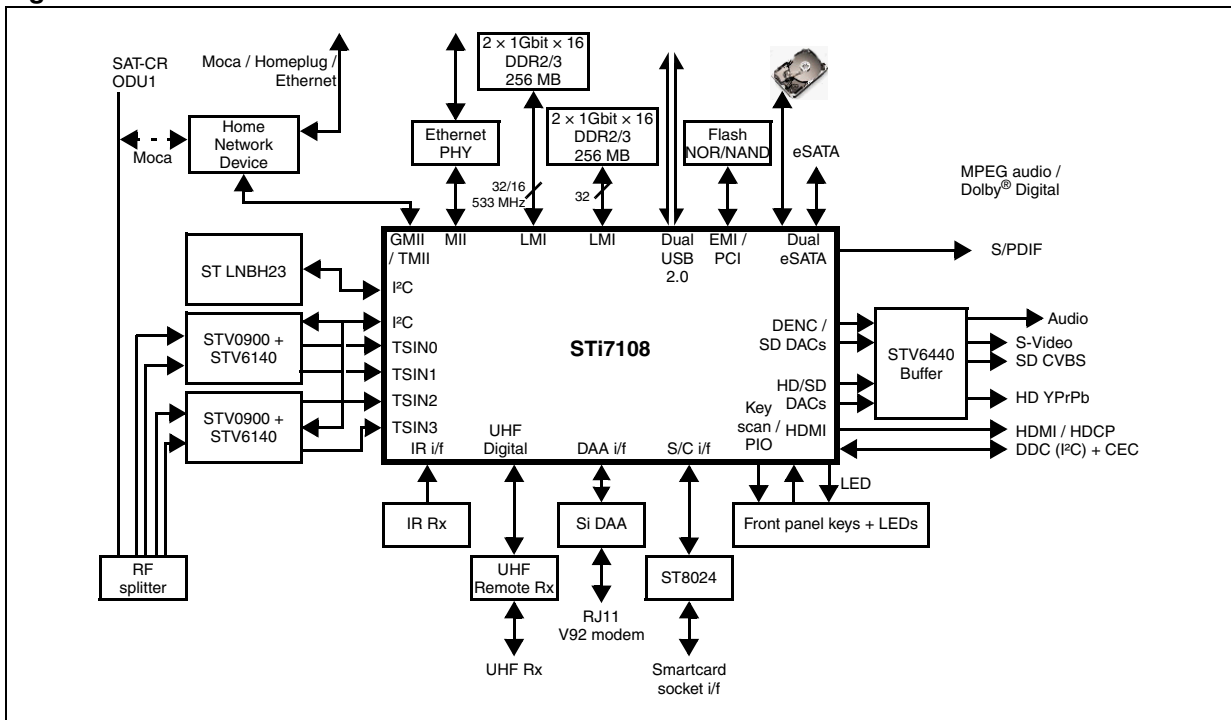 SAT-CR
ODU1
Moca / Homeplug /
Ethernet
2 × 1Gbit × 16
DDR2/3
256 MB
2 × 1Gbit × 16
DDR2/3
256 MB
Home
Network
Device
Moca
Ethernet
PHY
Flash
NOR/NAND
eSATA
MPEG audio /
Dolby® Digital
32/16
533 MHz
32
GMII
/ TMII
MII
LMI
LMI
Dual
USB
2.0
EMI /
PCI
Dual
eSATA
S/PDIF
ST LNBH23
I²C
I²C
STV0900 +
STV6140
TSIN0
TSIN1
STV0900 +
STV6140
TSIN2
TSIN3
STi7108
DENC /
SD DACs
HD/SD
DACs
STV6440
Buffer
Audio
S-Video
SD CVBS
HD YPrPb
HDMI / HDCP
DDC (I²C) + CEC
IR i/f
UHF
Digital
DAA i/f
S/C i/f
Key
scan /
PIO
HDMI
LED
IR Rx
Si DAA
Front panel keys + LEDs
RF
splitter
UHF
Remote Rx
ST8024
RJ11
V92 modem
UHF Rx
Smartcard
socket i/f